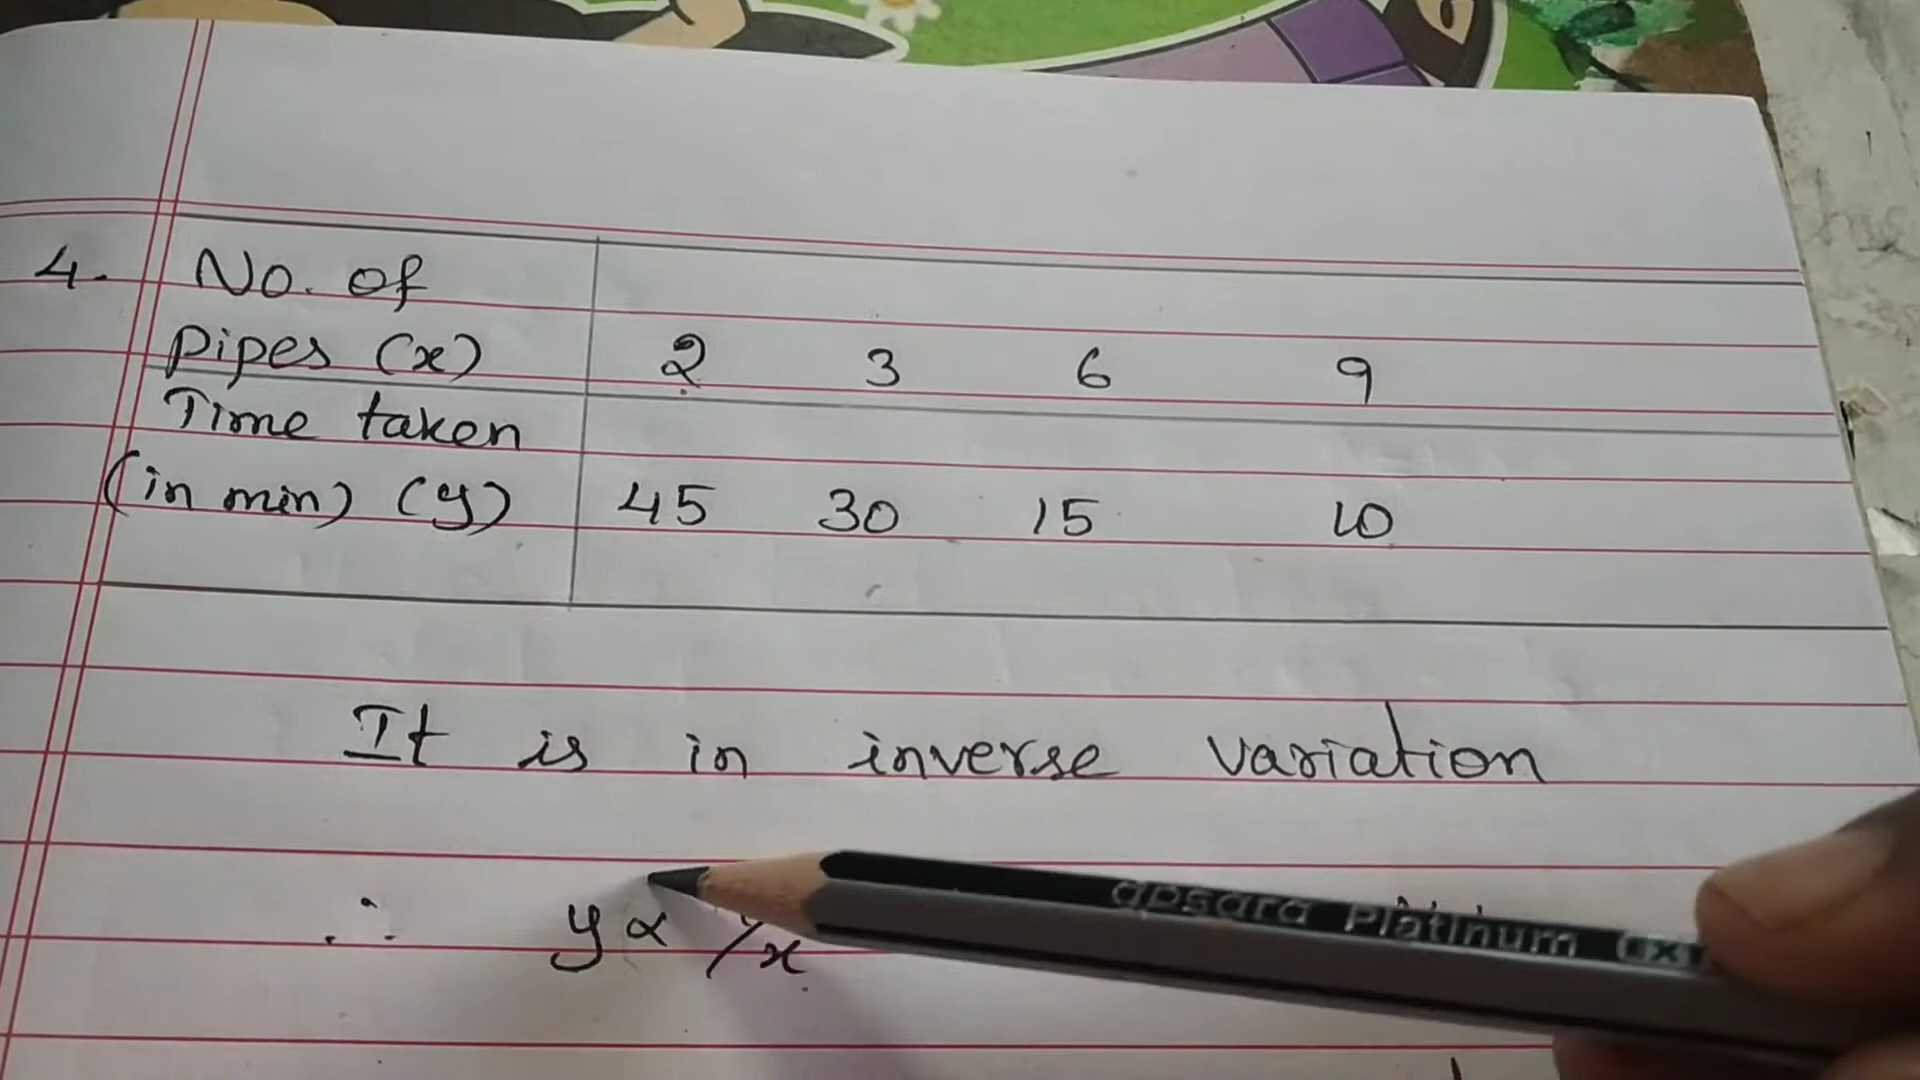 4. No. of
pipes (x) 2 3 6 9
Time taken
(in min) (y) 45 30 15 10
It is in inverse variation
∴ y ∝ 1/x
apsara Platinum